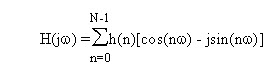 N-1
H(jω) =∑h(n)[cos(nω) - jsin(nω)]
n=0